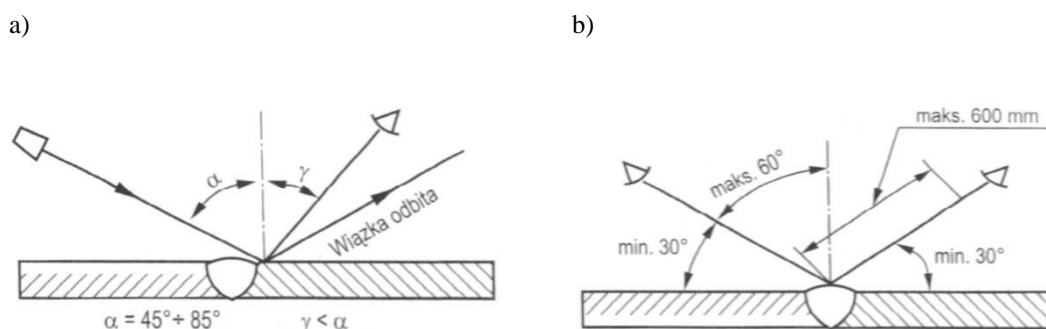 a)
b)
α
γ
Wiązka odbita
α = 45° ÷ 85°
γ < α
maks. 600 mm
maks. 60°
min. 30°
min. 30°